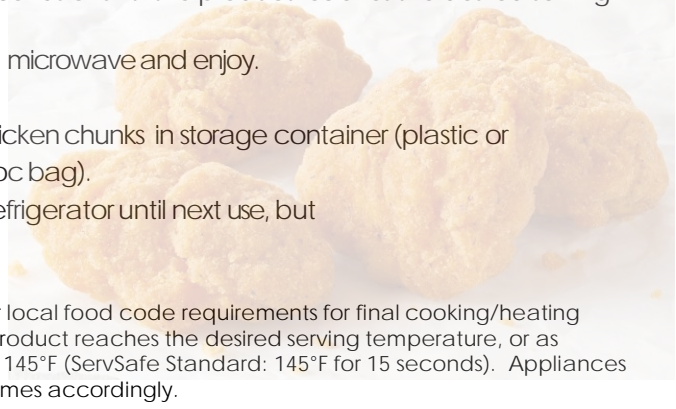 microwave and enjoy.
icken chunks in storage container (plastic or
oc bag).
efrigerator until next use, but
local food code requirements for final cooking/heating
roduct reaches the desired serving temperature, or as
145°F (ServSafe Standard: 145°F for 15 seconds). Appliances
mes accordingly.